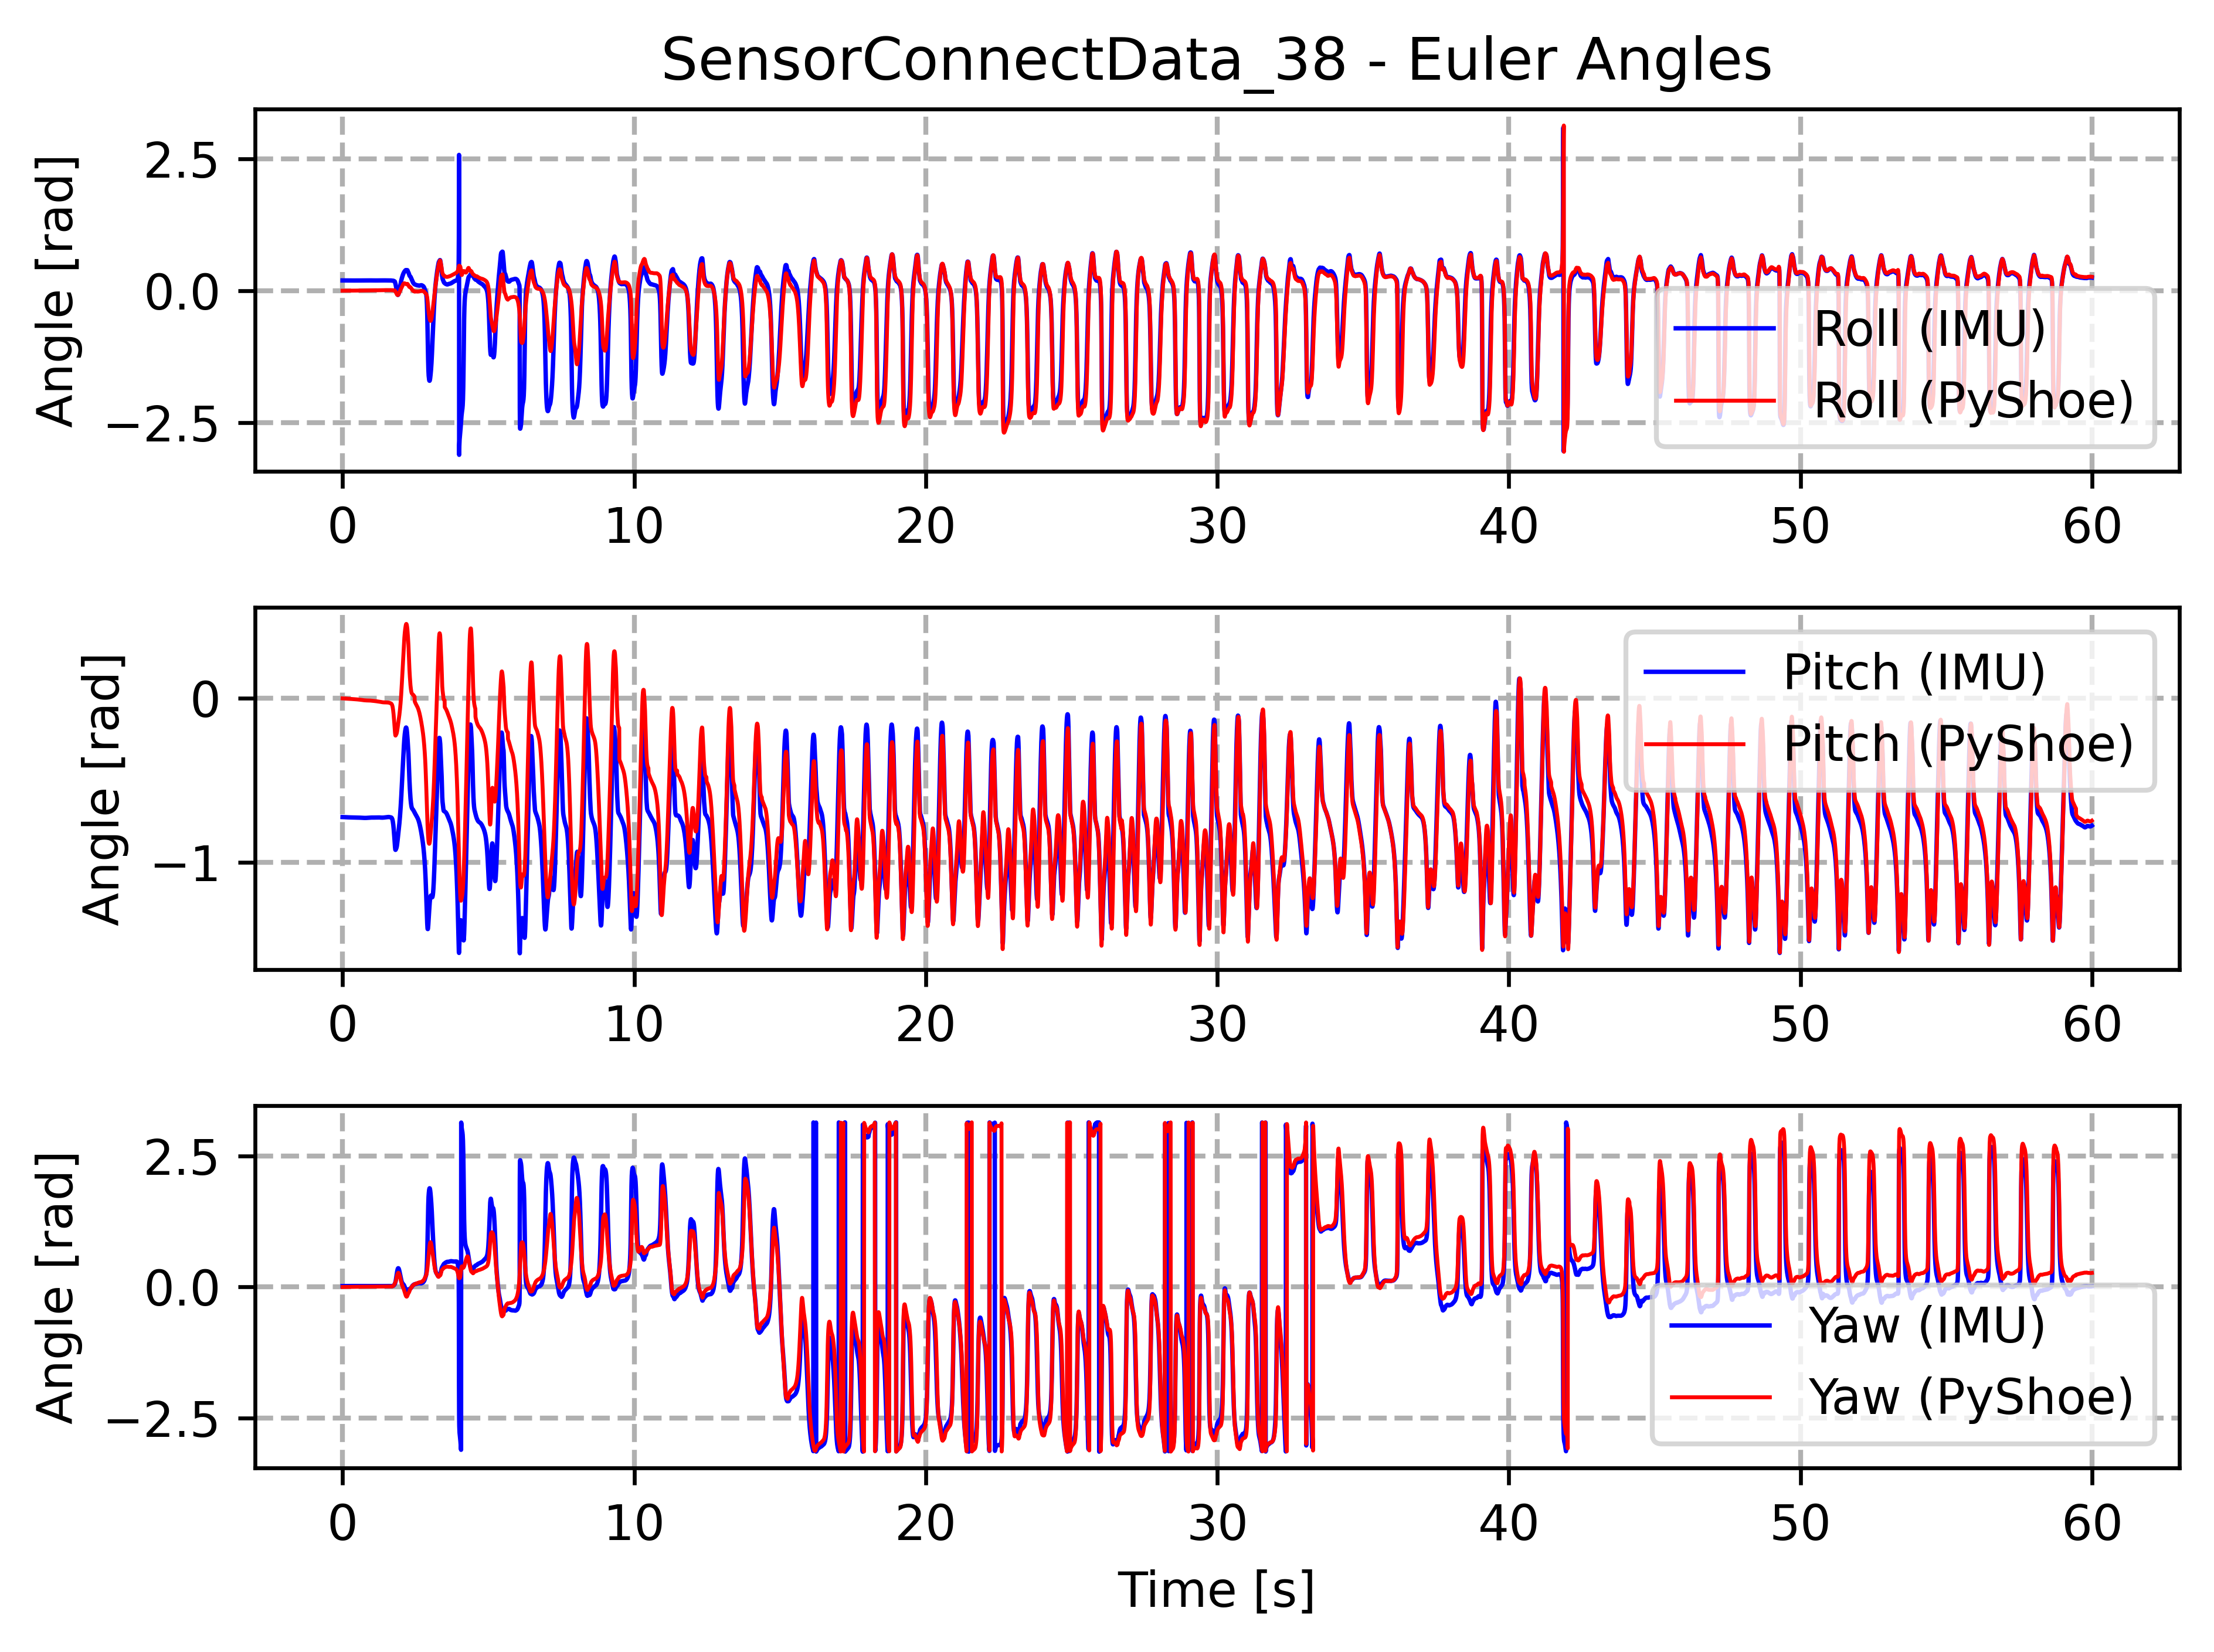 SensorConnectData_38 - Euler Angles
Angle [rad]
2.5
0.0
−2.5
Roll (IMU)
Roll (PyShoe)
0 10 20 30 40 50 60
Angle [rad]
0
−1
Pitch (IMU)
Pitch (PyShoe)
0 10 20 30 40 50 60
Angle [rad]
2.5
0.0
−2.5
Yaw (IMU)
Yaw (PyShoe)
0 10 20 30 40 50 60
Time [s]